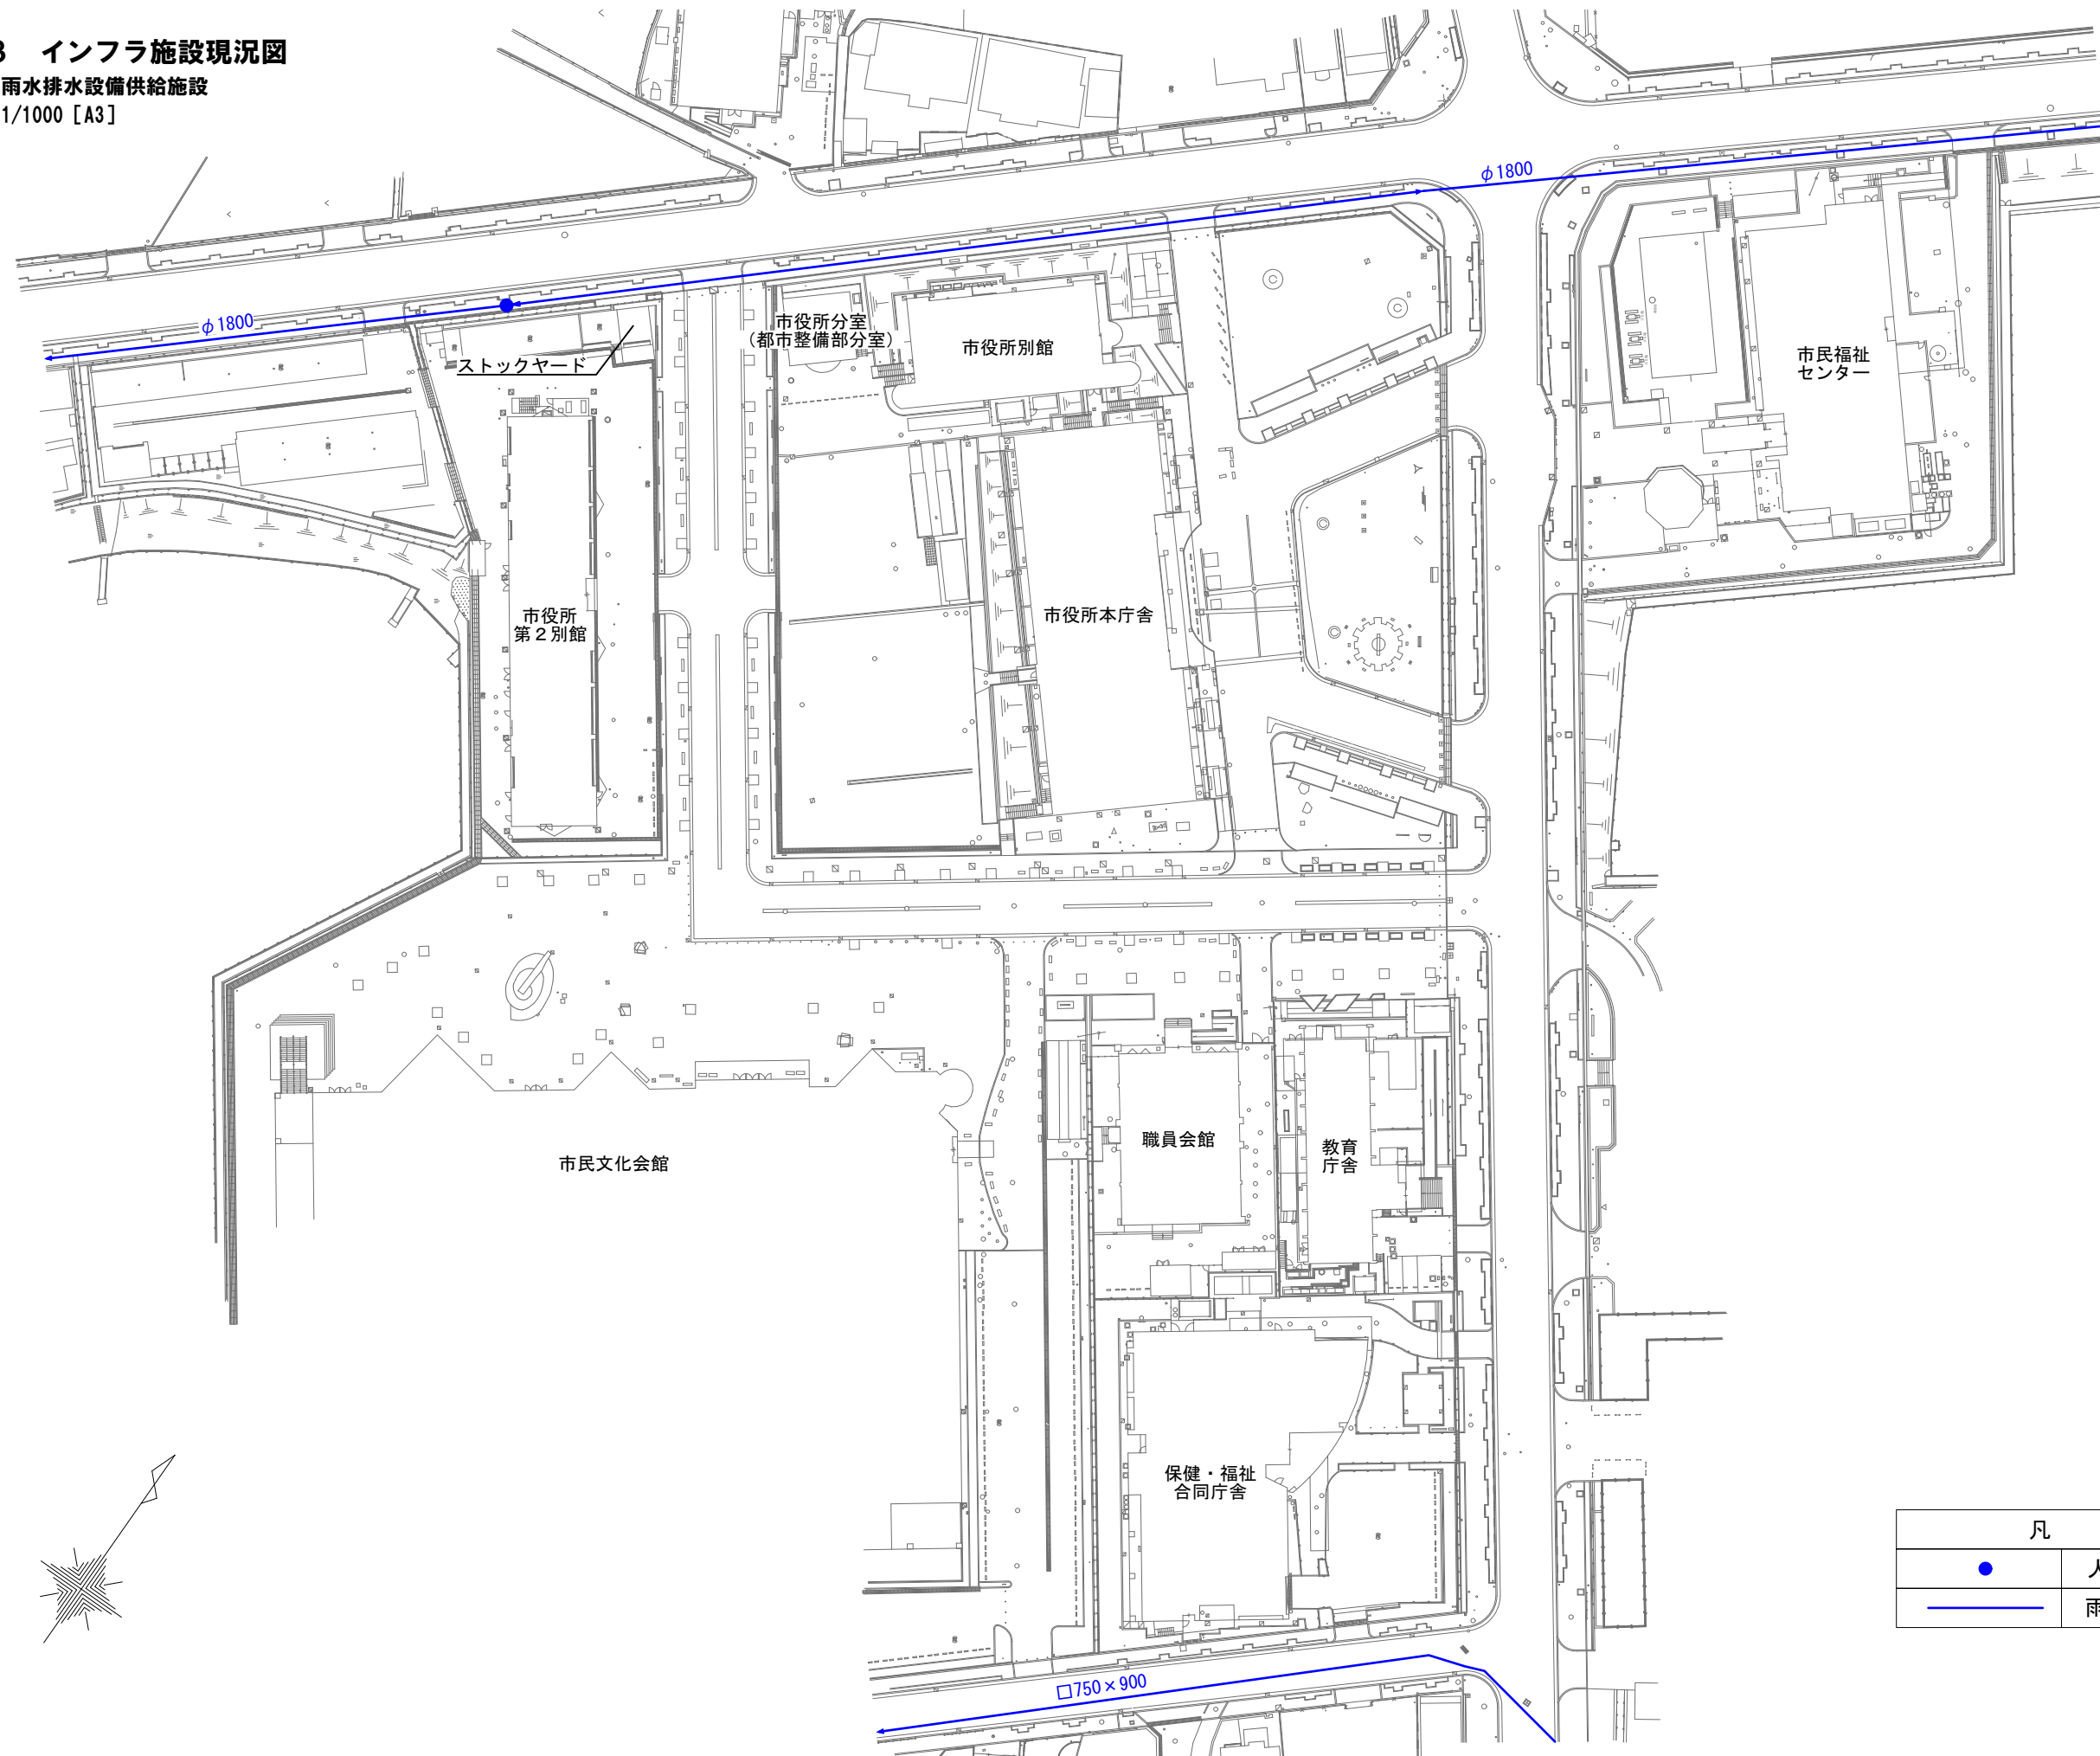 3　インフラ施設現況図
雨水排水設備供給施設
1/1000 [A3]
φ1800
φ1800
市役所分室
（都市整備部分室）
市役所別館
市民福祉
センター
ストックヤード
市役所
第２別館
市役所本庁舎
職員会館
教育
庁舎
市民文化会館
保健・福祉
合同庁舎
□750×900
凡
雨